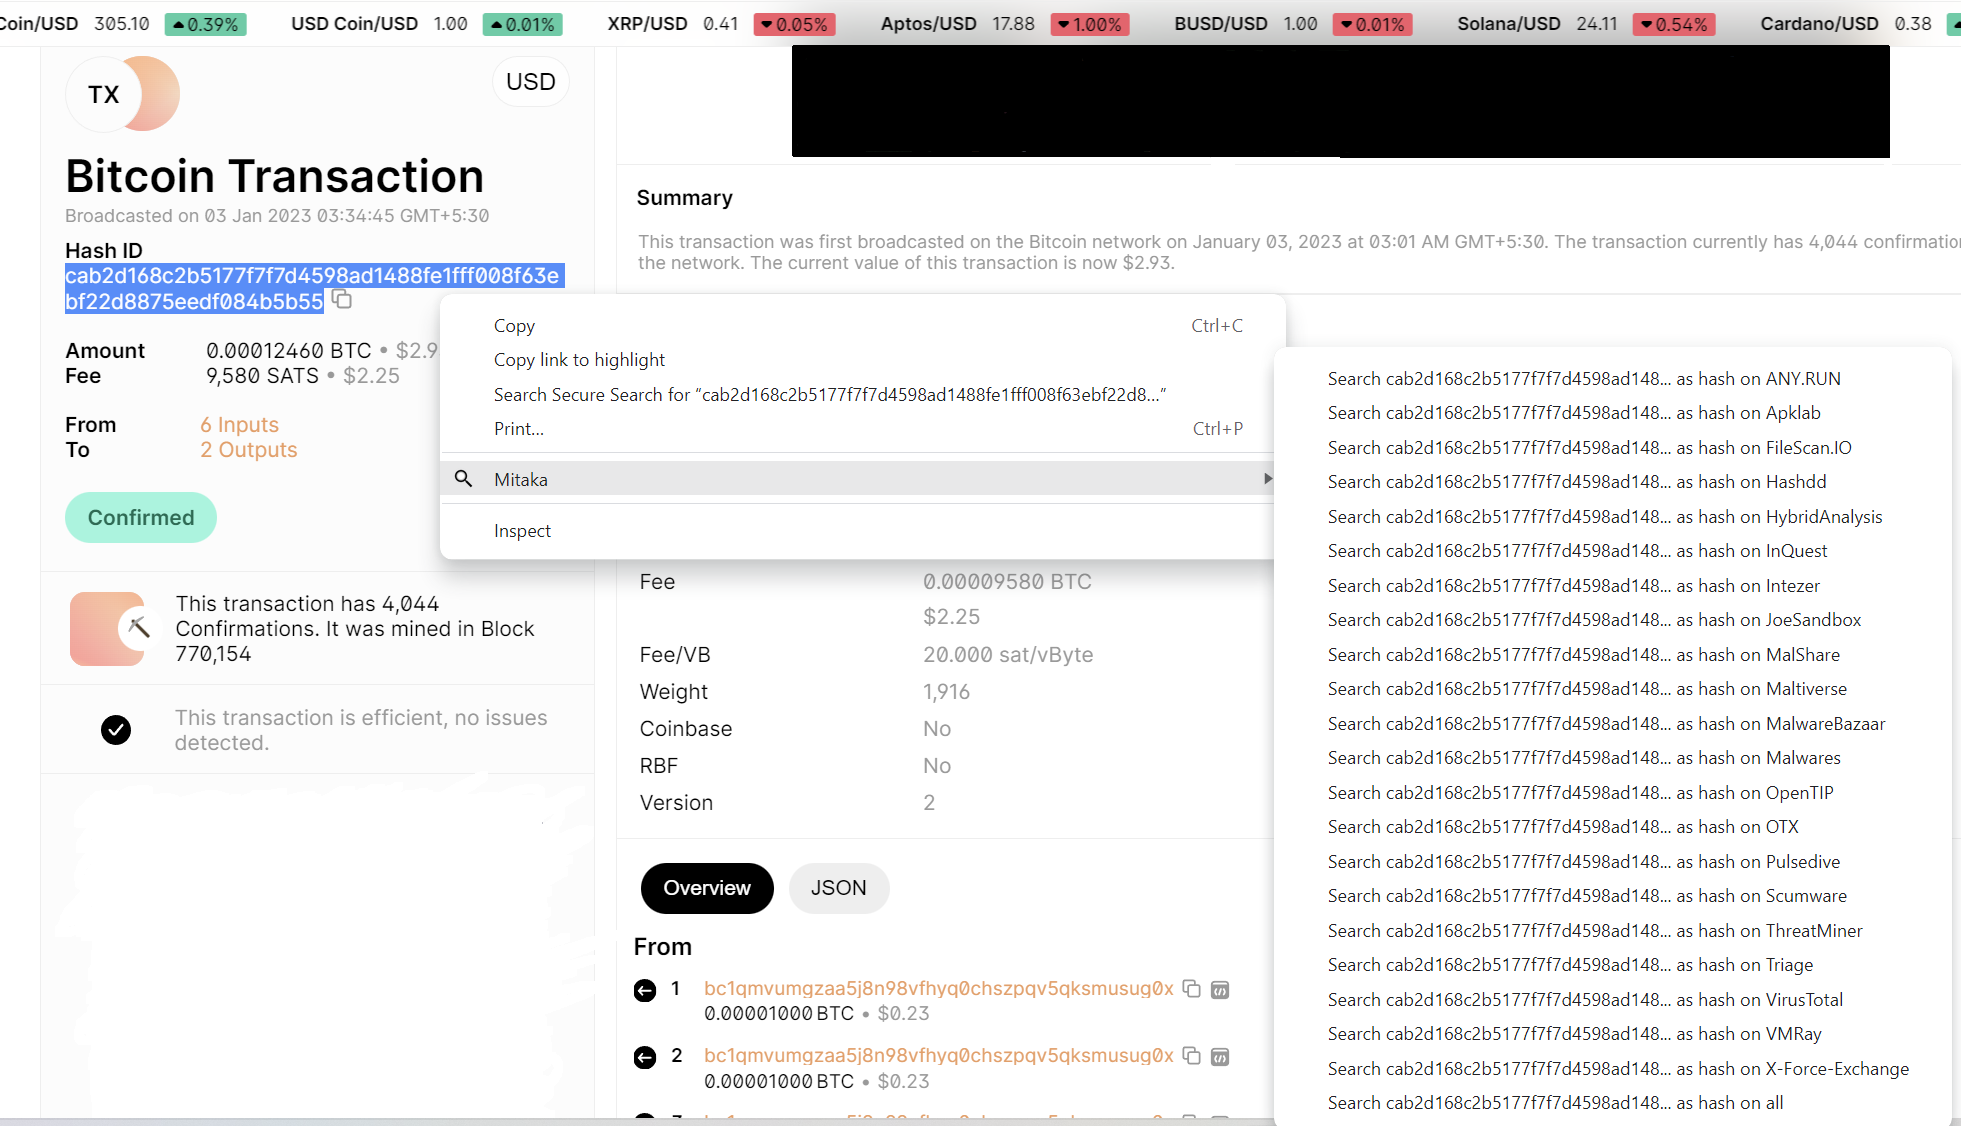 Coin/USD 305.10 0.39% USD Coin/USD 1.00 0.01% XRP/USD 0.41 0.05% Aptos/USD 17.88 1.00% BUSD/USD 1.00 0.01% Solana/USD 24.11 0.54% Cardano/USD 0.38
TX
USD
Bitcoin Transaction
Broadcasted on 03 Jan 2023 03:34:45 GMT+5:30
Hash ID
cab2d168c2b5177f7f7d4598ad1488fe1fff008f63e
bf22d8875eedf084b5b55
Amount 0.00012460 BTC • $2.9
Fee 9,580 SATS • $2.25
From 6 Inputs
To 2 Outputs
Confirmed
This transaction has 4,044
Confirmations. It was mined in Block
770,154
This transaction is efficient, no issues
detected.
Summary
This transaction was first broadcasted on the Bitcoin network on January 03, 2023 at 03:01 AM GMT+5:30. The transaction currently has 4,044 confirmatio
the network. The current value of this transaction is now $2.93.
Copy Ctrl+C
Copy link to highlight
Search Secure Search for “cab2d168c2b5177f7f7d4598ad1488fe1fff008f63ebf22d8...”
Print... Ctrl+P
Mitaka
Inspect
Search cab2d168c2b5177f7f7d4598ad148... as hash on ANY.RUN
Search cab2d168c2b5177f7f7d4598ad148... as hash on Apklab
Search cab2d168c2b5177f7f7d4598ad148... as hash on FileScan.IO
Search cab2d168c2b5177f7f7d4598ad148... as hash on Hashdd
Search cab2d168c2b5177f7f7d4598ad148... as hash on HybridAnalysis
Search cab2d168c2b5177f7f7d4598ad148... as hash on InQuest
Search cab2d168c2b5177f7f7d4598ad148... as hash on Intezer
Search cab2d168c2b5177f7f7d4598ad148... as hash on JoeSandbox
Search cab2d168c2b5177f7f7d4598ad148... as hash on MalShare
Search cab2d168c2b5177f7f7d4598ad148... as hash on Maltiverse
Search cab2d168c2b5177f7f7d4598ad148... as hash on MalwareBazaar
Search cab2d168c2b5177f7f7d4598ad148... as hash on Malwares
Search cab2d168c2b5177f7f7d4598ad148... as hash on OpenTIP
Search cab2d168c2b5177f7f7d4598ad148... as hash on OTX
Search cab2d168c2b5177f7f7d4598ad148... as hash on Pulsedive
Search cab2d168c2b5177f7f7d4598ad148... as hash on Scumware
Search cab2d168c2b5177f7f7d4598ad148... as hash on ThreatMiner
Search cab2d168c2b5177f7f7d4598ad148... as hash on Triage
Search cab2d168c2b5177f7f7d4598ad148... as hash on VirusTotal
Search cab2d168c2b5177f7f7d4598ad148... as hash on VMRay
Search cab2d168c2b5177f7f7d4598ad148... as hash on X-Force-Exchange
Search cab2d168c2b5177f7f7d4598ad148... as hash on all
Fee 0.00009580 BTC
$2.25
Fee/VB 20.000 sat/vByte
Weight 1,916
Coinbase No
RBF No
Version 2
Overview JSON
From
1 bc1qmvumgzaa5j8n98vfhyq0chszpqv5qksmusug0x
0.00001000 BTC • $0.23
2 bc1qmvumgzaa5j8n98vfhyq0chszpqv5qksmusug0x
0.00001000 BTC • $0.23